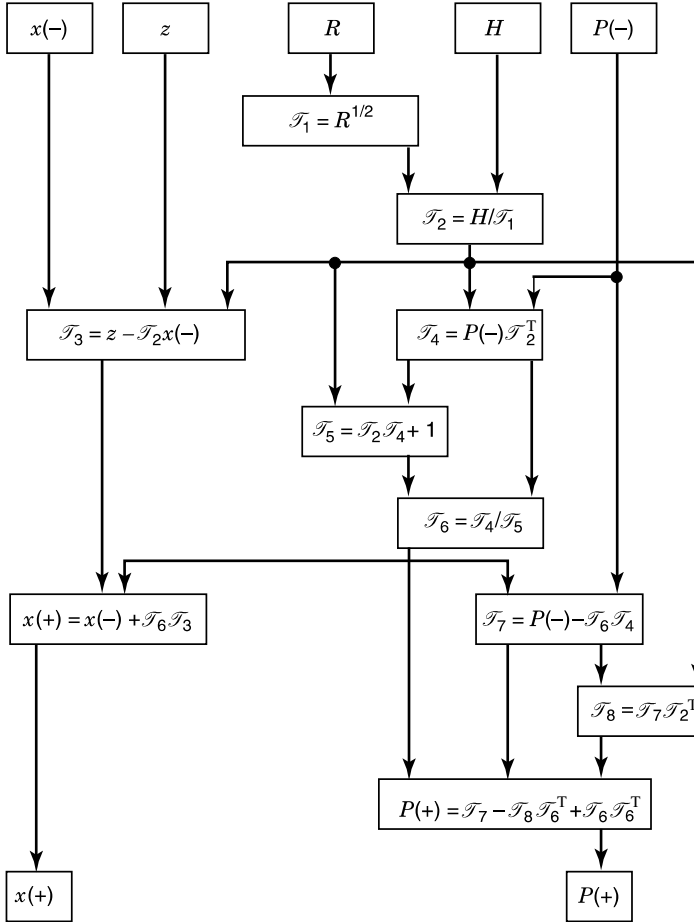 x(−) z R H P(−)
𝒯₁ = R^{1/2}
𝒯₂ = H/𝒯₁
𝒯₃ = z − 𝒯₂x(−)
𝒯₄ = P(−)𝒯₂^T
𝒯₅ = 𝒯₂𝒯₄ + 1
𝒯₆ = 𝒯₄/𝒯₅
x(+) = x(−) + 𝒯₆𝒯₃
𝒯₇ = P(−) − 𝒯₆𝒯₄
𝒯₈ = 𝒯₇𝒯₂^T
P(+) = 𝒯₇ − 𝒯₈𝒯₆^T + 𝒯₆𝒯₆^T
x(+) P(+)